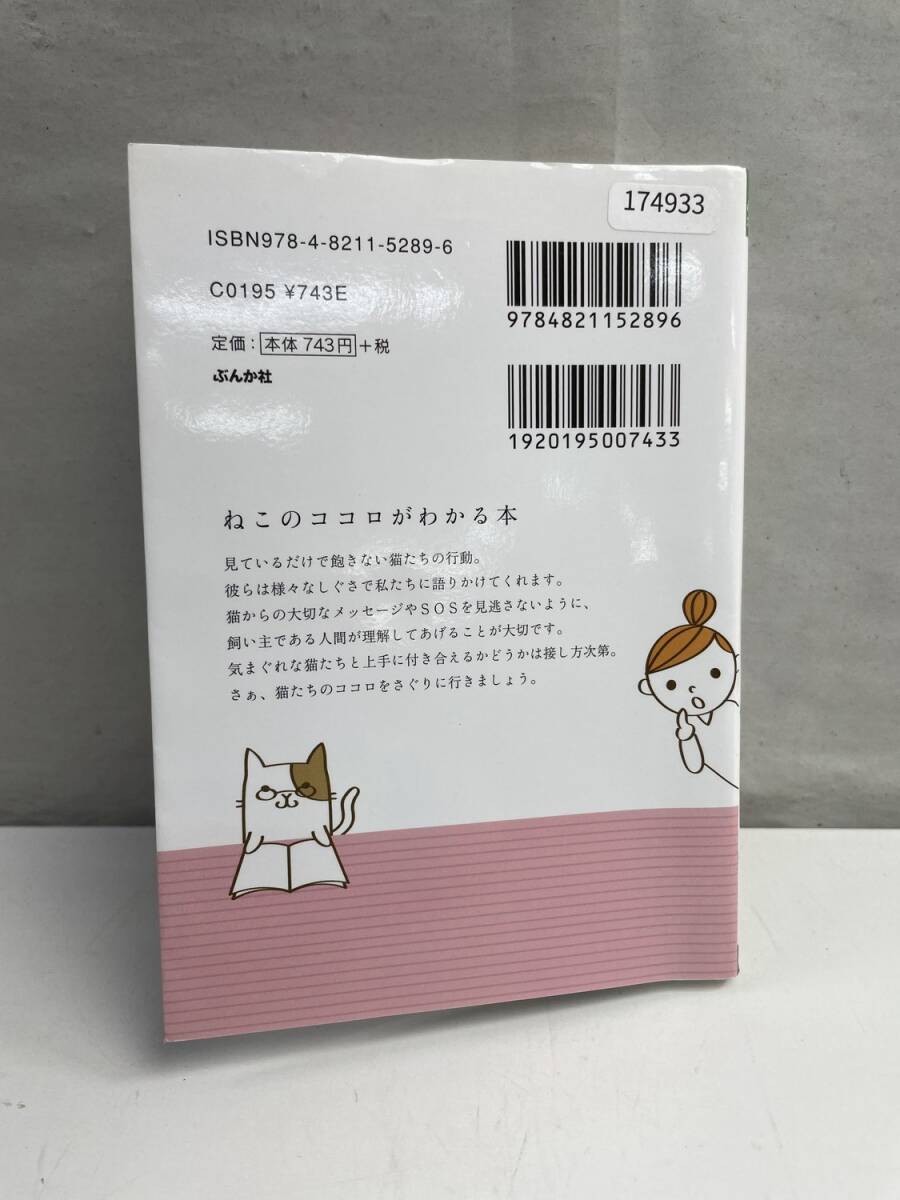 174933
ISBN978-4-8211-5289-6
C0195 ¥743E
定価：本体 743円+税
ぶんか社
9784821152896
1920195007433
ねこのココロがわかる本
見ているだけで飽きない猫たちの行動。
彼らは様々なしぐさで私たちに語りかけてくれます。
猫からの大切なメッセージやSOSを見逃さないように、
飼い主である人間が理解してあげることが大切です。
気まぐれな猫たちと上手に付き合えるかどうかは接し方次第。
さぁ、猫たちのココロをさぐりに行きましょう。